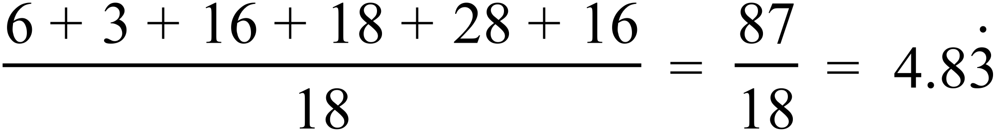 6 + 3 + 16 + 18 + 28 + 16 / 18 = 87 / 18 = 4.83̇